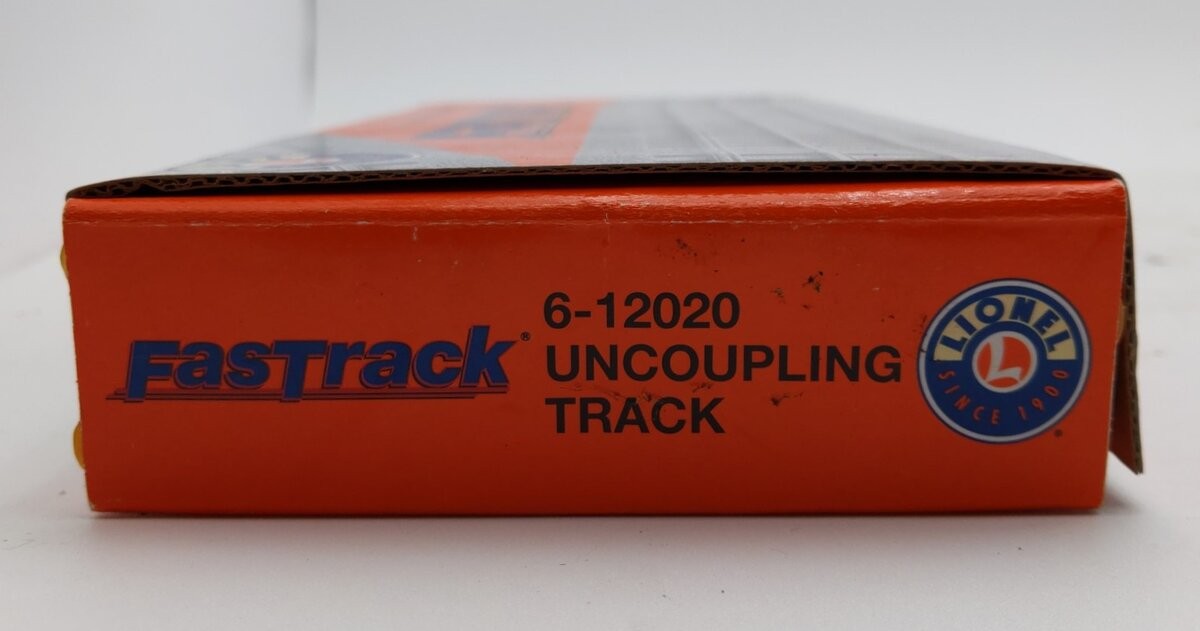 FasTrack®
6-12020
UNCOUPLING
TRACK
LIONEL
L
SINCE 1900